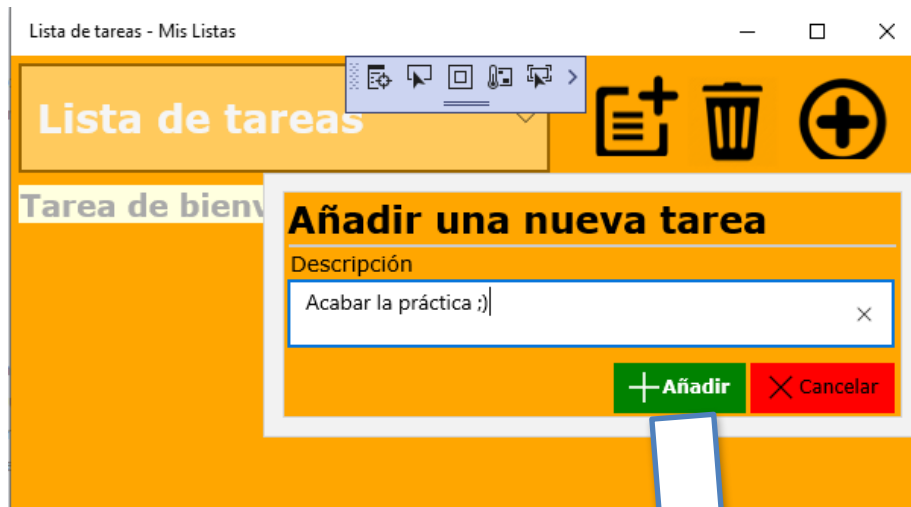 Lista de tareas - Mis Listas
Lista de tareas
Tarea de
Añadir una nueva tarea
Descripción
Acabar la práctica ;)
Añadir
Cancelar